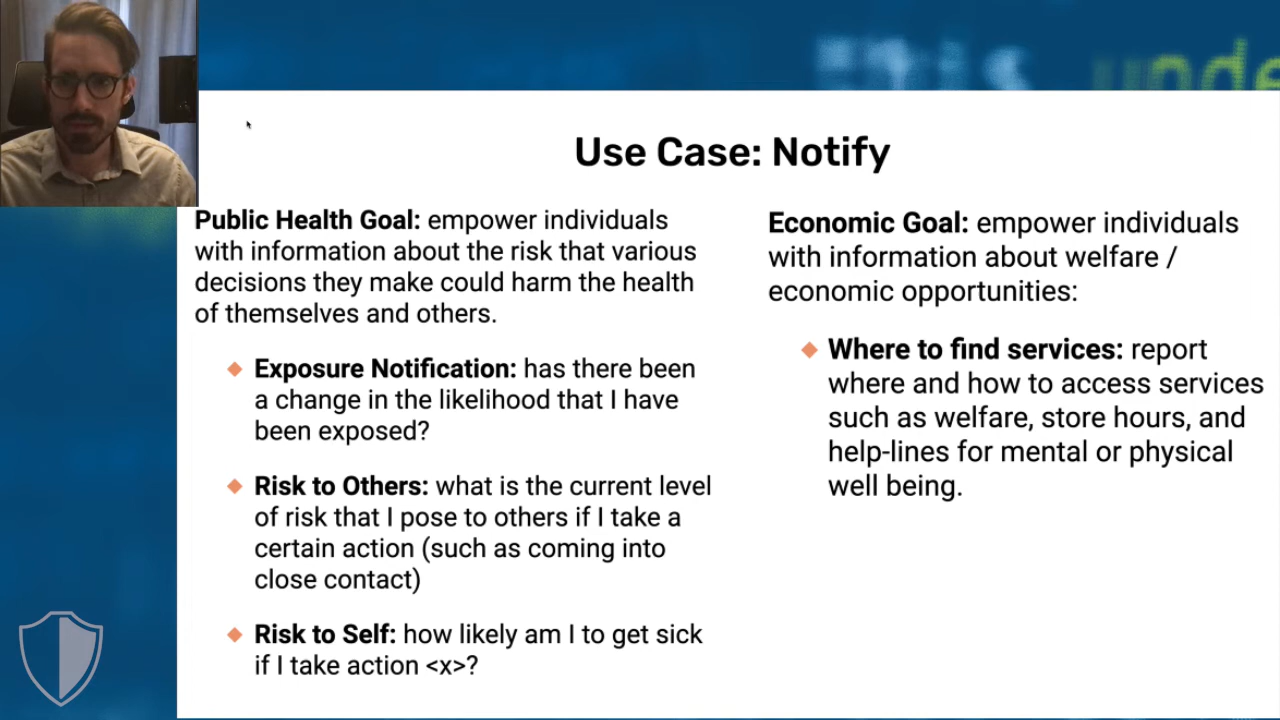 Use Case: Notify
Public Health Goal: empower individuals
with information about the risk that various
decisions they make could harm the health
of themselves and others.
Exposure Notification: has there been
a change in the likelihood that I have
been exposed?
Risk to Others: what is the current level
of risk that I pose to others if I take a
certain action (such as coming into
close contact)
Risk to Self: how likely am I to get sick
if I take action <x>?
Economic Goal: empower individuals
with information about welfare /
economic opportunities:
Where to find services: report
where and how to access services
such as welfare, store hours, and
help-lines for mental or physical
well being.